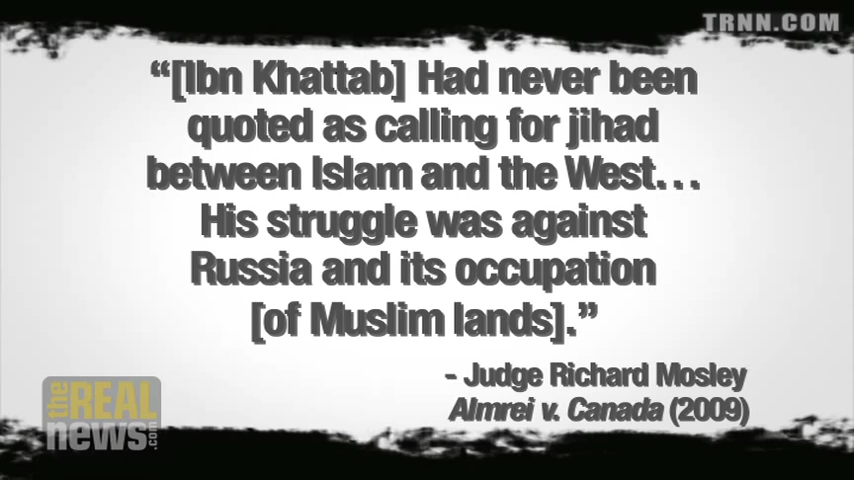 TRNN.COM
“[Ibn Khattab] Had never been
quoted as calling for jihad
between Islam and the West...
His struggle was against
Russia and its occupation
[of Muslim lands].”
- Judge Richard Mosley
Almrei v. Canada (2009)
the REAL
news.com